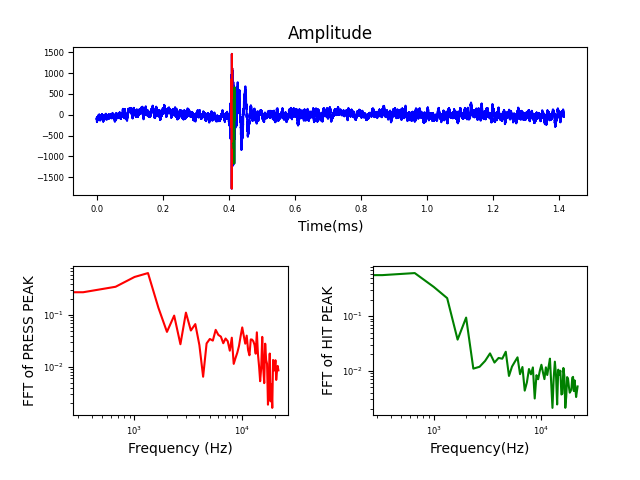 Amplitude
1500
1000
500
0
−500
−1000
−1500
0.0 0.2 0.4 0.6 0.8 1.0 1.2 1.4
Time(ms)
FFT of PRESS PEAK
10⁻¹
10⁻²
10³ 10⁴
Frequency (Hz)
FFT of HIT PEAK
10⁻¹
10⁻²
10³ 10⁴
Frequency(Hz)